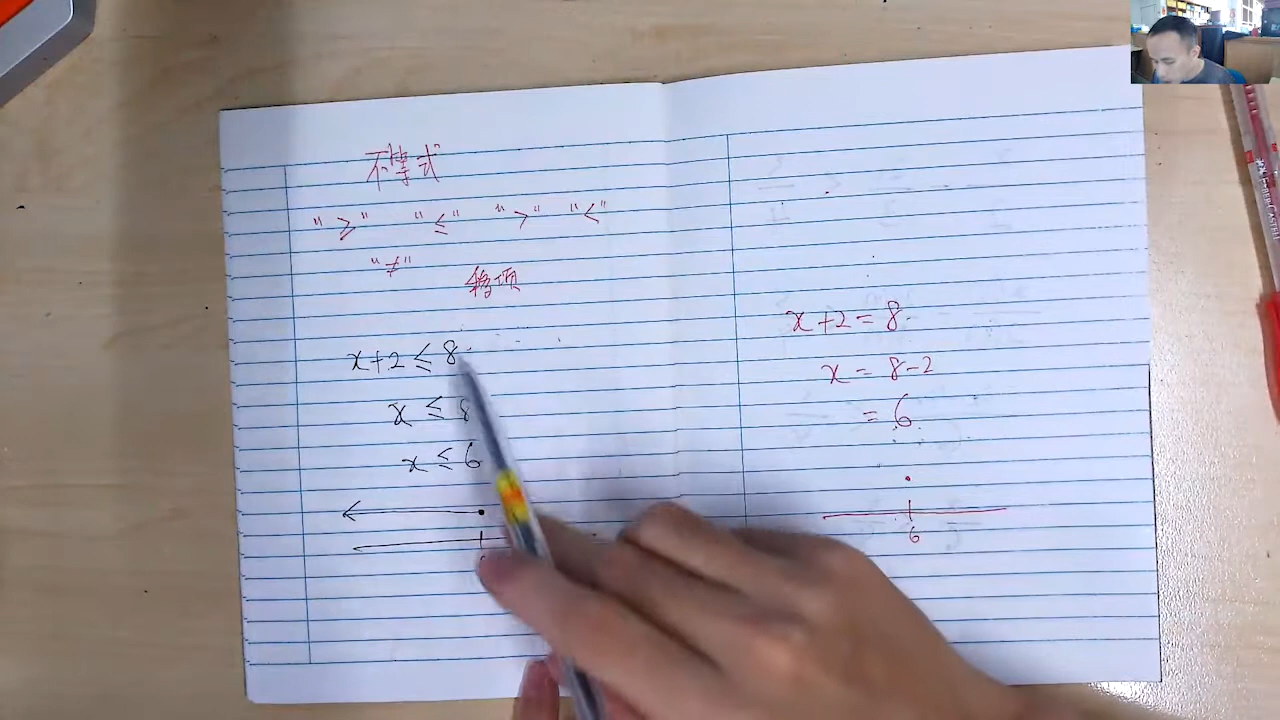 不等式
"≥" "≤" ">" "<"
"≠"
移项
x+2 ≤ 8
x ≤ 8
x ≤ 6
x+2 = 8
x = 8-2
= 6
6